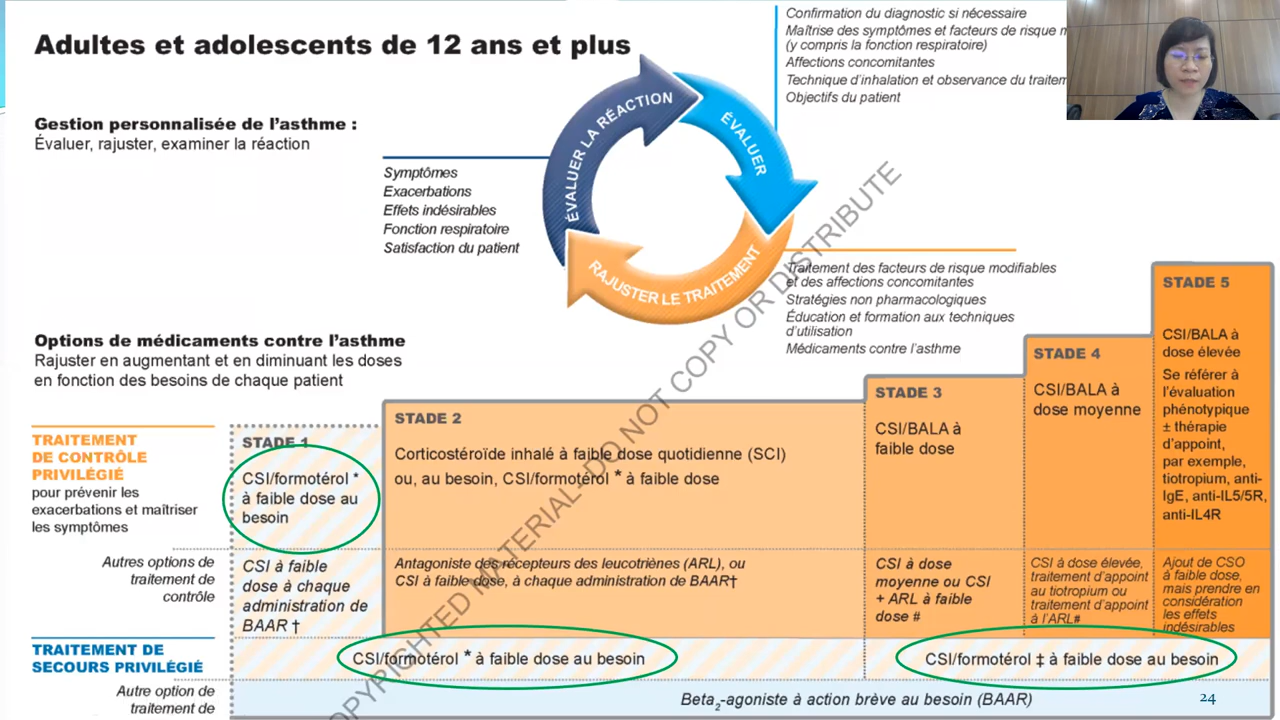 Adultes et adolescents de 12 ans et plus
Confirmation du diagnostic si nécessaire
Maîtrise des symptômes et facteurs de risque
(y compris la fonction respiratoire)
Affections concomitantes
Technique d'inhalation et observance du
Objectifs du patient
Gestion personnalisée de l'asthme :
Évaluer, rajuster, examiner la réaction
Symptômes
Exacerbations
Effets indésirables
Fonction respiratoire
Satisfaction du patient
ÉVALUER LA RÉACTION
ÉVALUER
RAJUSTER LE TRAITEMENT
Traitement des facteurs de risque modifiables
et des affections concomitantes
Stratégies non pharmacologiques
Éducation et formation aux techniques
d'utilisation
Médicaments contre l'asthme
Options de médicaments contre l'asthme
Rajuster en augmentant et en diminuant les doses
en fonction des besoins de chaque patient
TRAITEMENT
DE CONTRÔLE
PRIVILÉGIÉ
pour prévenir les
exacerbations et maîtriser
les symptômes
STADE 1
CSI/formotérol *
à faible dose au
besoin
STADE 2
Corticostéroïde inhalé à faible dose quotidienne (SCI)
ou, au besoin, CSI/formotérol * à faible dose
STADE 3
CSI/BALA à
faible dose
STADE 4
CSI/BALA à
dose moyenne
STADE 5
CSI/BALA à
dose élevée
Se référer à
l'évaluation
phénotypique
± thérapie
d'appoint,
par exemple,
tiotropium, anti-
IgE, anti-IL5/5R,
anti-IL4R
Autres options de
traitement de
contrôle
CSI à faible
dose à chaque
administration de
BAAR †
Antagoniste des récepteurs des leucotriènes (ARL), ou
CSI à faible dose, à chaque administration de BAAR†
CSI à dose
moyenne ou CSI
+ ARL à faible
dose #
CSI à dose élevée,
traitement d'appoint
au tiotropium ou
traitement d'appoint
à l'ARL#
Ajout de CSO
à faible dose,
mais prendre en
considération
les effets
indésirables
TRAITEMENT DE
SECOURS PRIVILÉGIÉ
CSI/formotérol * à faible dose au besoin
CSI/formotérol ‡ à faible dose au besoin
Autre option de
traitement de
Beta2-agoniste à action brève au besoin (BAAR)
24
COPYRIGHTED MATERIAL- DO NOT COPY OR DISTRIBUTE